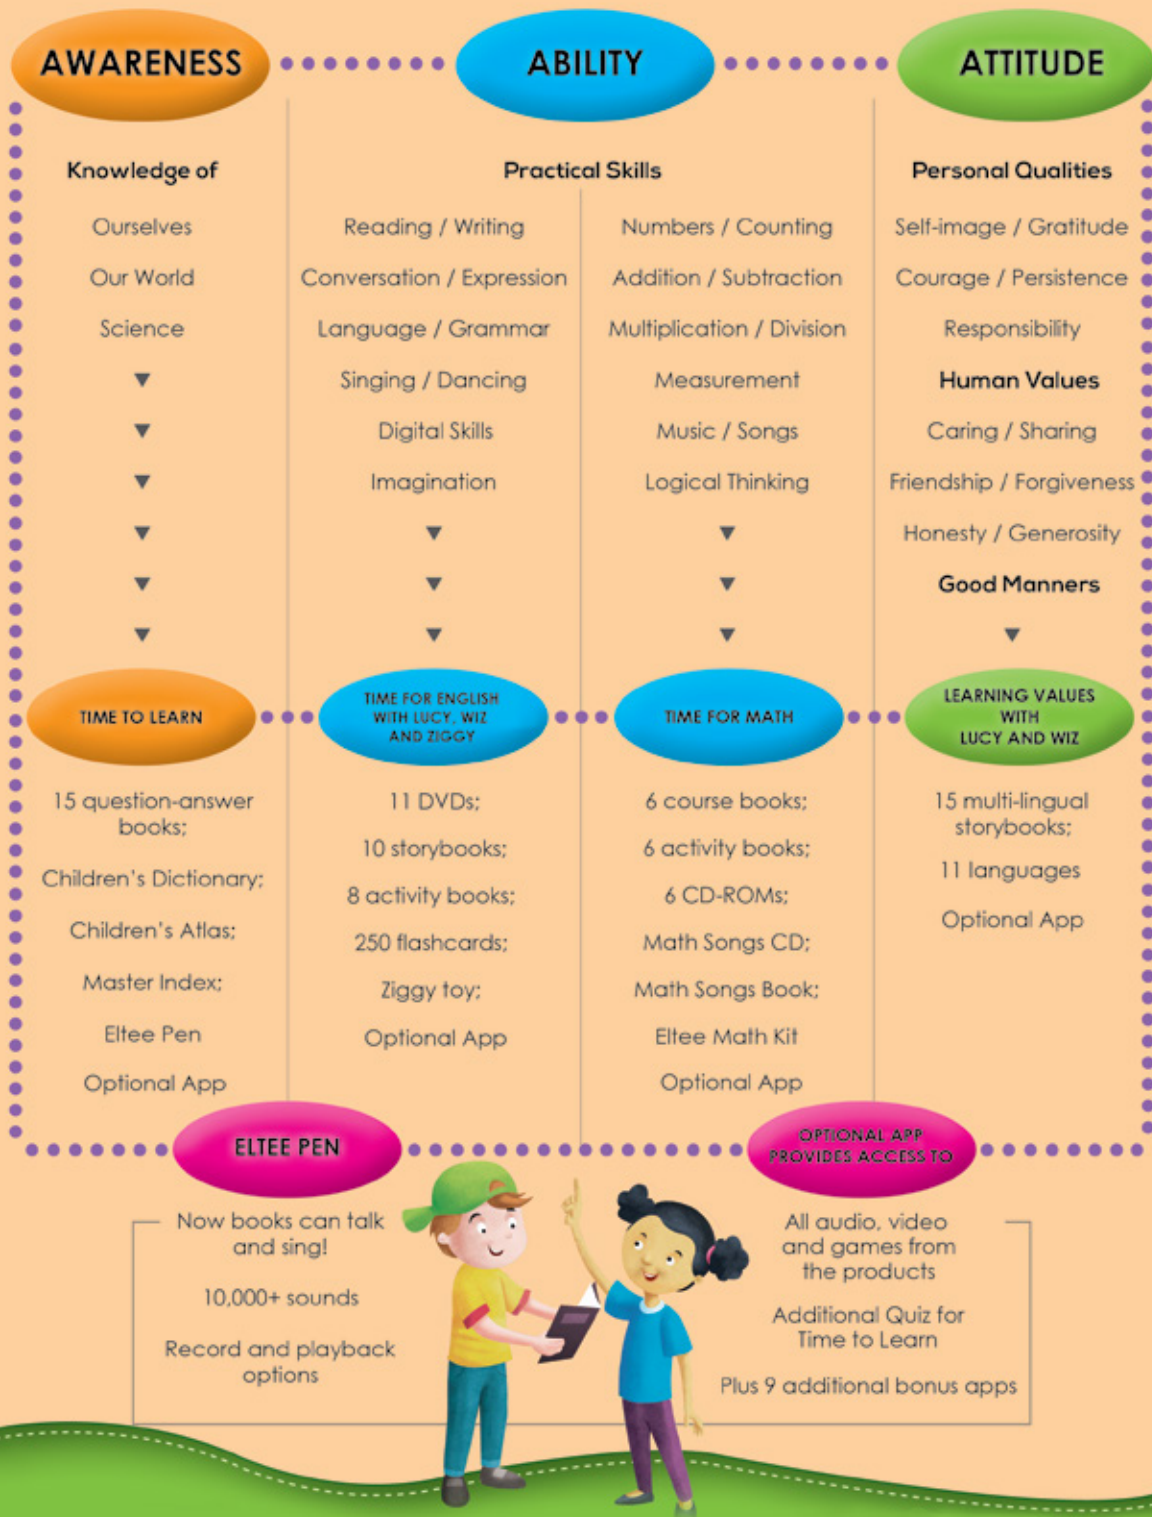 AWARENESS
ABILITY
ATTITUDE
Knowledge of
Ourselves
Our World
Science
Practical Skills
Reading / Writing
Conversation / Expression
Language / Grammar
Singing / Dancing
Digital Skills
Imagination
Numbers / Counting
Addition / Subtraction
Multiplication / Division
Measurement
Music / Songs
Logical Thinking
Personal Qualities
Self-image / Gratitude
Courage / Persistence
Responsibility
Human Values
Caring / Sharing
Friendship / Forgiveness
Honesty / Generosity
Good Manners
TIME TO LEARN
15 question-answer
books;
Children's Dictionary;
Children's Atlas;
Master Index;
Eltee Pen
Optional App
TIME FOR ENGLISH
WITH LUCY, WIZ
AND ZIGGY
11 DVDs;
10 storybooks;
8 activity books;
250 flashcards;
Ziggy toy;
Optional App
TIME FOR MATH
6 course books;
6 activity books;
6 CD-ROMs;
Math Songs CD;
Math Songs Book;
Eltee Math Kit
Optional App
LEARNING VALUES
WITH
LUCY AND WIZ
15 multi-lingual
storybooks;
11 languages
Optional App
ELTEE PEN
Now books can talk
and sing!
10,000+ sounds
Record and playback
options
OPTIONAL APP
PROVIDES ACCESS TO
All audio, video
and games from
the products
Additional Quiz for
Time to Learn
Plus 9 additional bonus apps